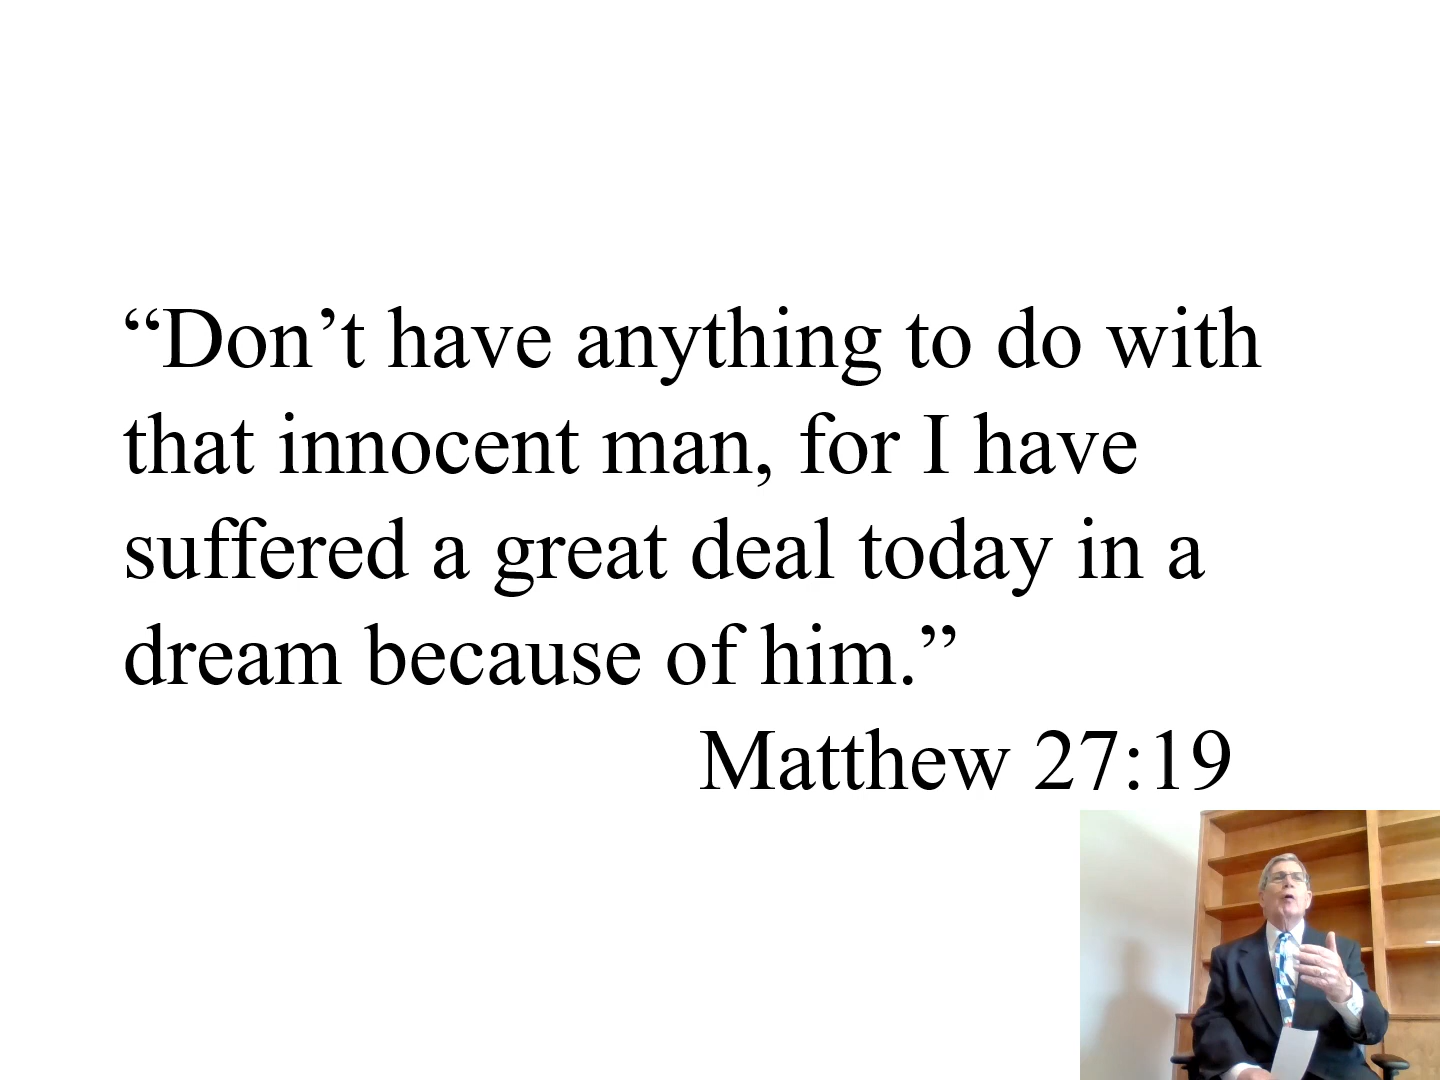 “Don’t have anything to do with
that innocent man, for I have
suffered a great deal today in a
dream because of him.”
Matthew 27:19